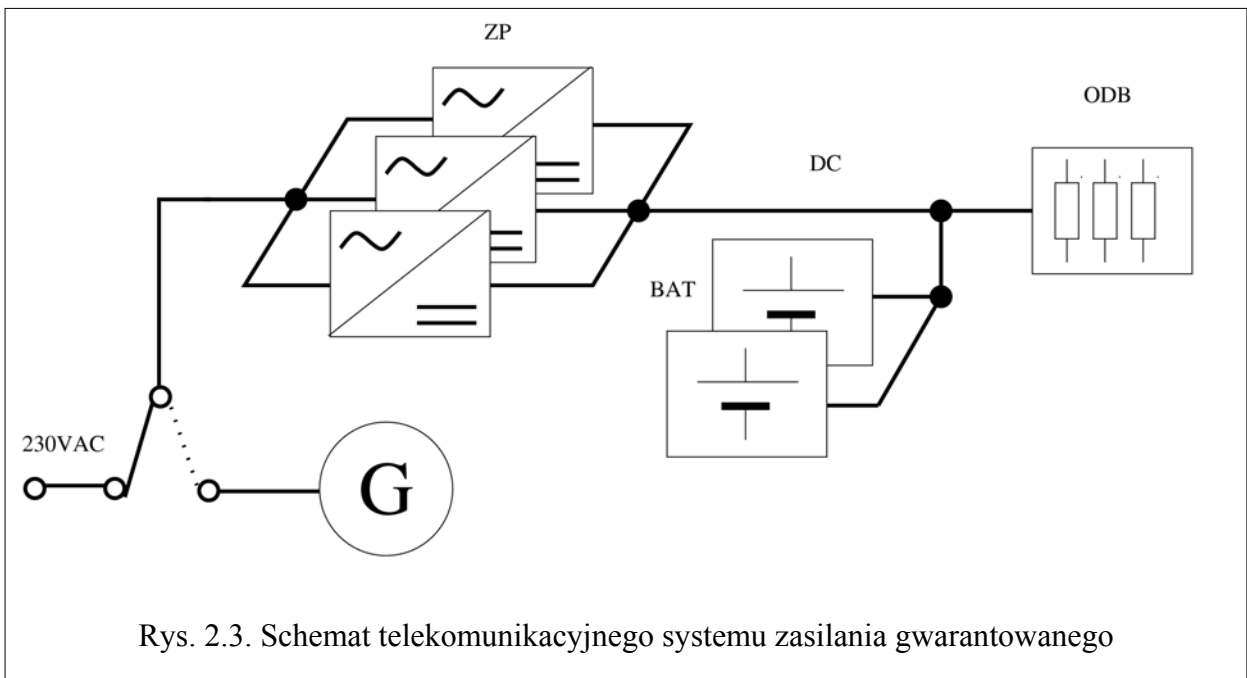 ZP
ODB
DC
BAT
230VAC
G
Rys. 2.3. Schemat telekomunikacyjnego systemu zasilania gwarantowanego